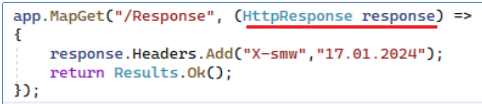 app.MapGet("/Response", (HttpResponse response) =>
{
    response.Headers.Add("X-smw","17.01.2024");
    return Results.Ok();
});